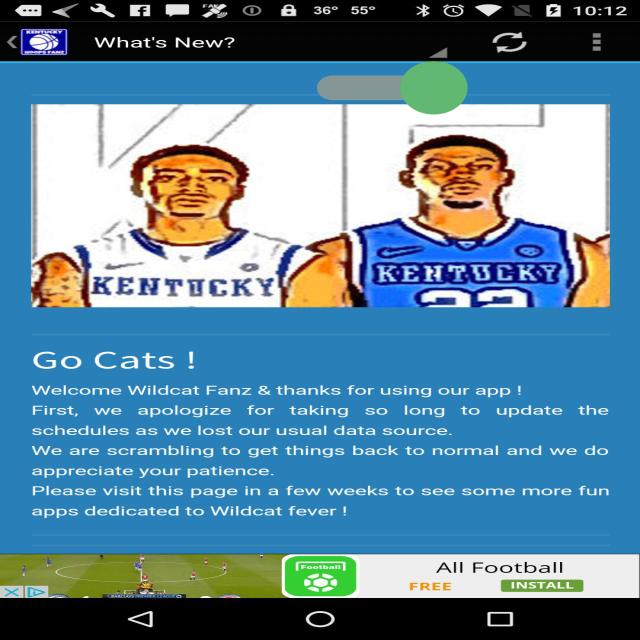 36° 55° 10:12
KENTUCKY
HOOPS FANZ
What's New?
KENTUCKY KENTUCKY
Go Cats !
Welcome Wildcat Fanz & thanks for using our app !
First, we apologize for taking so long to update the
schedules as we lost our usual data source.
We are scrambling to get things back to normal and we do
appreciate your patience.
Please visit this page in a few weeks to see some more fun
apps dedicated to Wildcat fever !
Football
All Football
FREE INSTALL